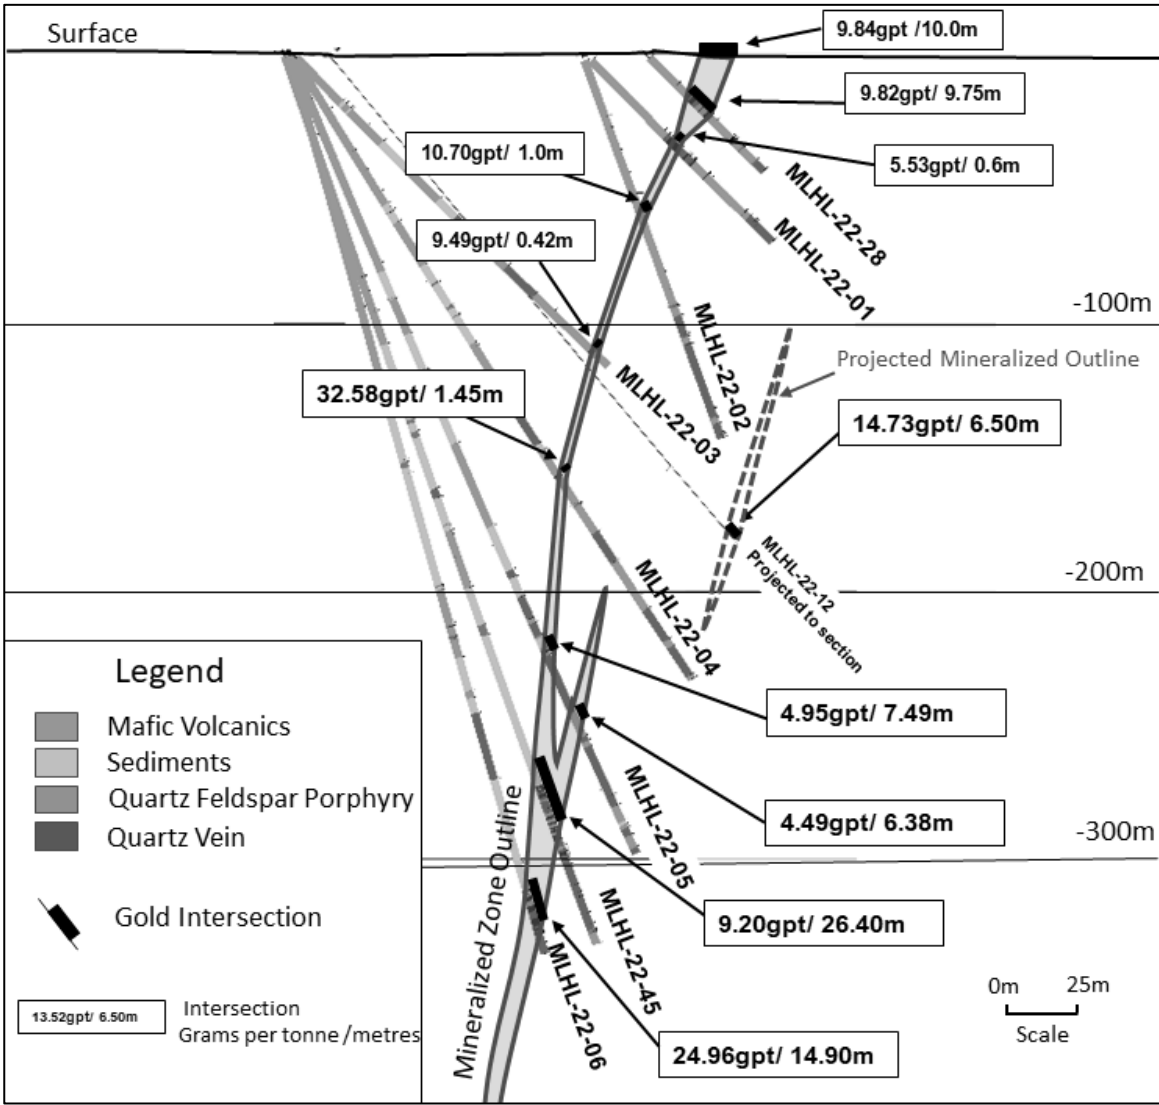 Surface
9.84gpt /10.0m
9.82gpt/ 9.75m
10.70gpt/ 1.0m
5.53gpt/ 0.6m
MLHL-22-28
9.49gpt/ 0.42m
MLHL-22-01
-100m
MLHL-22-02
Projected Mineralized Outline
32.58gpt/ 1.45m
MLHL-22-03
14.73gpt/ 6.50m
MLHL-22-12
Projected to section
-200m
MLHL-22-04
4.95gpt/ 7.49m
4.49gpt/ 6.38m
MLHL-22-05
-300m
9.20gpt/ 26.40m
MLHL-22-45
MLHL-22-06
24.96gpt/ 14.90m
Mineralized Zone Outline
0m 25m
Scale
Legend
Mafic Volcanics
Sediments
Quartz Feldspar Porphyry
Quartz Vein
Gold Intersection
13.52gpt/ 6.50m
Intersection
Grams per tonne /metres